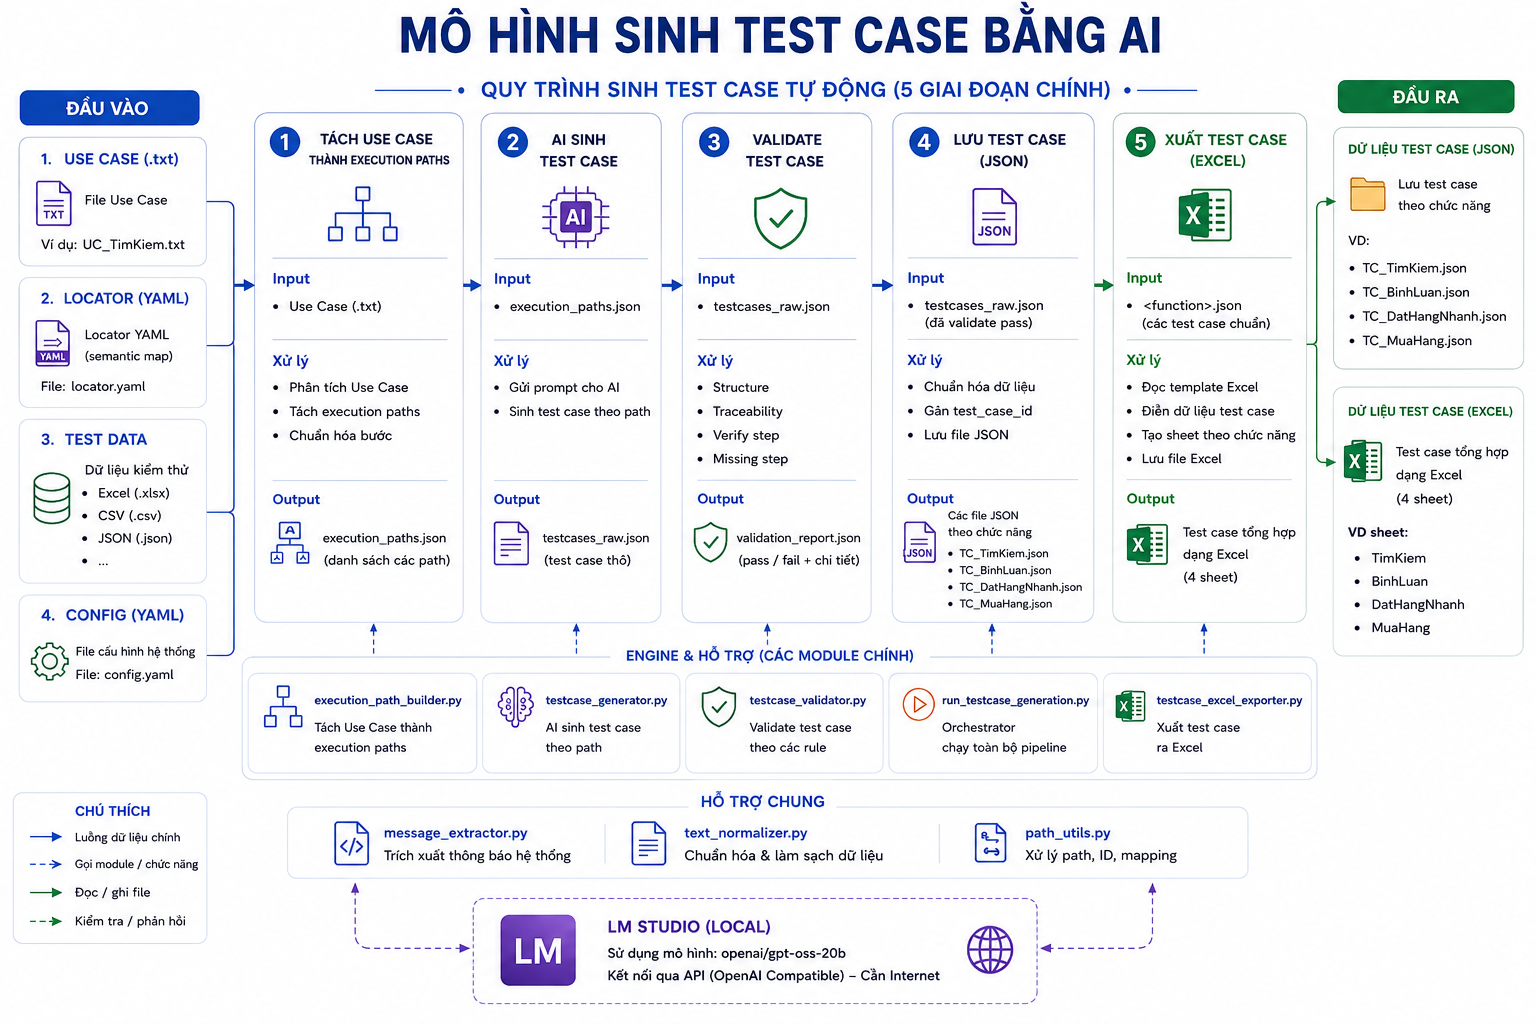 MÔ HÌNH SINH TEST CASE BẰNG AI
QUY TRÌNH SINH TEST CASE TỰ ĐỘNG (5 GIAI ĐOẠN CHÍNH)
ĐẦU VÀO
1. USE CASE (.txt)
TXT
File Use Case
Ví dụ: UC_TimKiem.txt
2. LOCATOR (YAML)
YAML
Locator YAML
(semantic map)
File: locator.yaml
3. TEST DATA
Dữ liệu kiểm thử
• Excel (.xlsx)
• CSV (.csv)
• JSON (.json)
• ...
4. CONFIG (YAML)
File cấu hình hệ thống
File: config.yaml
1
TÁCH USE CASE
THÀNH EXECUTION PATHS
Input
• Use Case (.txt)
Xử lý
• Phân tích Use Case
• Tách execution paths
• Chuẩn hóa bước
Output
A
execution_paths.json
(danh sách các path)
2
AI SINH
TEST CASE
AI
Input
• execution_paths.json
Xử lý
• Gửi prompt cho AI
• Sinh test case theo path
Output
testcases_raw.json
(test case thô)
3
VALIDATE
TEST CASE
Input
• testcases_raw.json
Xử lý
• Structure
• Traceability
• Verify step
• Missing step
Output
validation_report.json
(pass / fail + chi tiết)
4
LƯU TEST CASE
(JSON)
JSON
Input
• testcases_raw.json
(đã validate pass)
Xử lý
• Chuẩn hóa dữ liệu
• Gán test_case_id
• Lưu file JSON
Output
JSON
Các file JSON
theo chức năng
• TC_TimKiem.json
• TC_BinhLuan.json
• TC_DatHangNhanh.json
• TC_MuaHang.json
5
XUẤT TEST CASE
(EXCEL)
X
Input
• <function>.json
(các test case chuẩn)
Xử lý
• Đọc template Excel
• Điền dữ liệu test case
• Tạo sheet theo chức năng
• Lưu file Excel
Output
X
Test case tổng hợp
dạng Excel
(4 sheet)
ĐẦU RA
DỮ LIỆU TEST CASE (JSON)
Lưu test case
theo chức năng
VD:
• TC_TimKiem.json
• TC_BinhLuan.json
• TC_DatHangNhanh.json
• TC_MuaHang.json
DỮ LIỆU TEST CASE (EXCEL)
X
Test case tổng hợp
dạng Excel
(4 sheet)
VD sheet:
• TimKiem
• BinhLuan
• DatHangNhanh
• MuaHang
ENGINE & HỖ TRỢ (CÁC MODULE CHÍNH)
execution_path_builder.py
Tách Use Case thành
execution paths
testcase_generator.py
AI sinh test case
theo path
testcase_validator.py
Validate test case
theo các rule
run_testcase_generation.py
Orchestrator
chạy toàn bộ pipeline
X
testcase_excel_exporter.py
Xuất test case
ra Excel
CHÚ THÍCH
Luồng dữ liệu chính
Gọi module / chức năng
Đọc / ghi file
Kiểm tra / phản hồi
HỖ TRỢ CHUNG
</>
message_extractor.py
Trích xuất thông báo hệ thống
text_normalizer.py
Chuẩn hóa & làm sạch dữ liệu
path_utils.py
Xử lý path, ID, mapping
LM
LM STUDIO (LOCAL)
Sử dụng mô hình: openai/gpt-oss-20b
Kết nối qua API (OpenAI Compatible) – Cần Internet